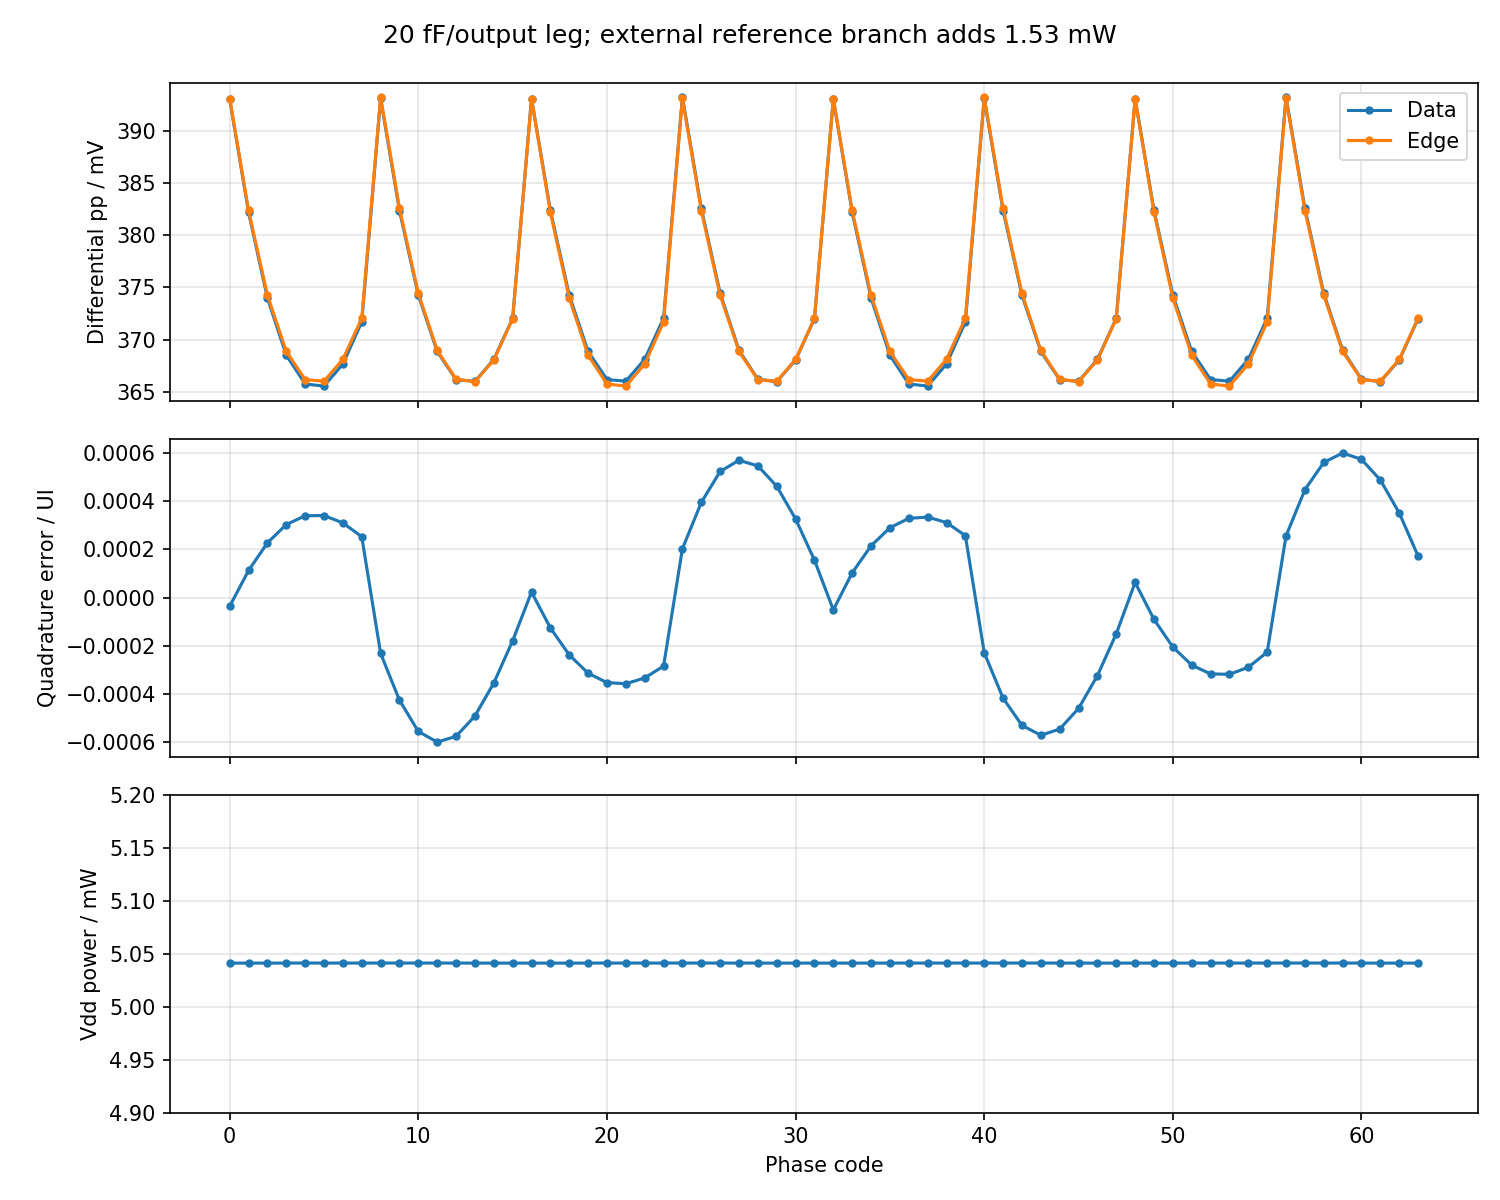 20 fF/output leg; external reference branch adds 1.53 mW
Differential pp / mV
390
385
380
375
370
365
Data
Edge
Quadrature error / UI
0.0006
0.0004
0.0002
0.0000
−0.0002
−0.0004
−0.0006
Vdd power / mW
5.20
5.15
5.10
5.05
5.00
4.95
4.90
0 10 20 30 40 50 60
Phase code